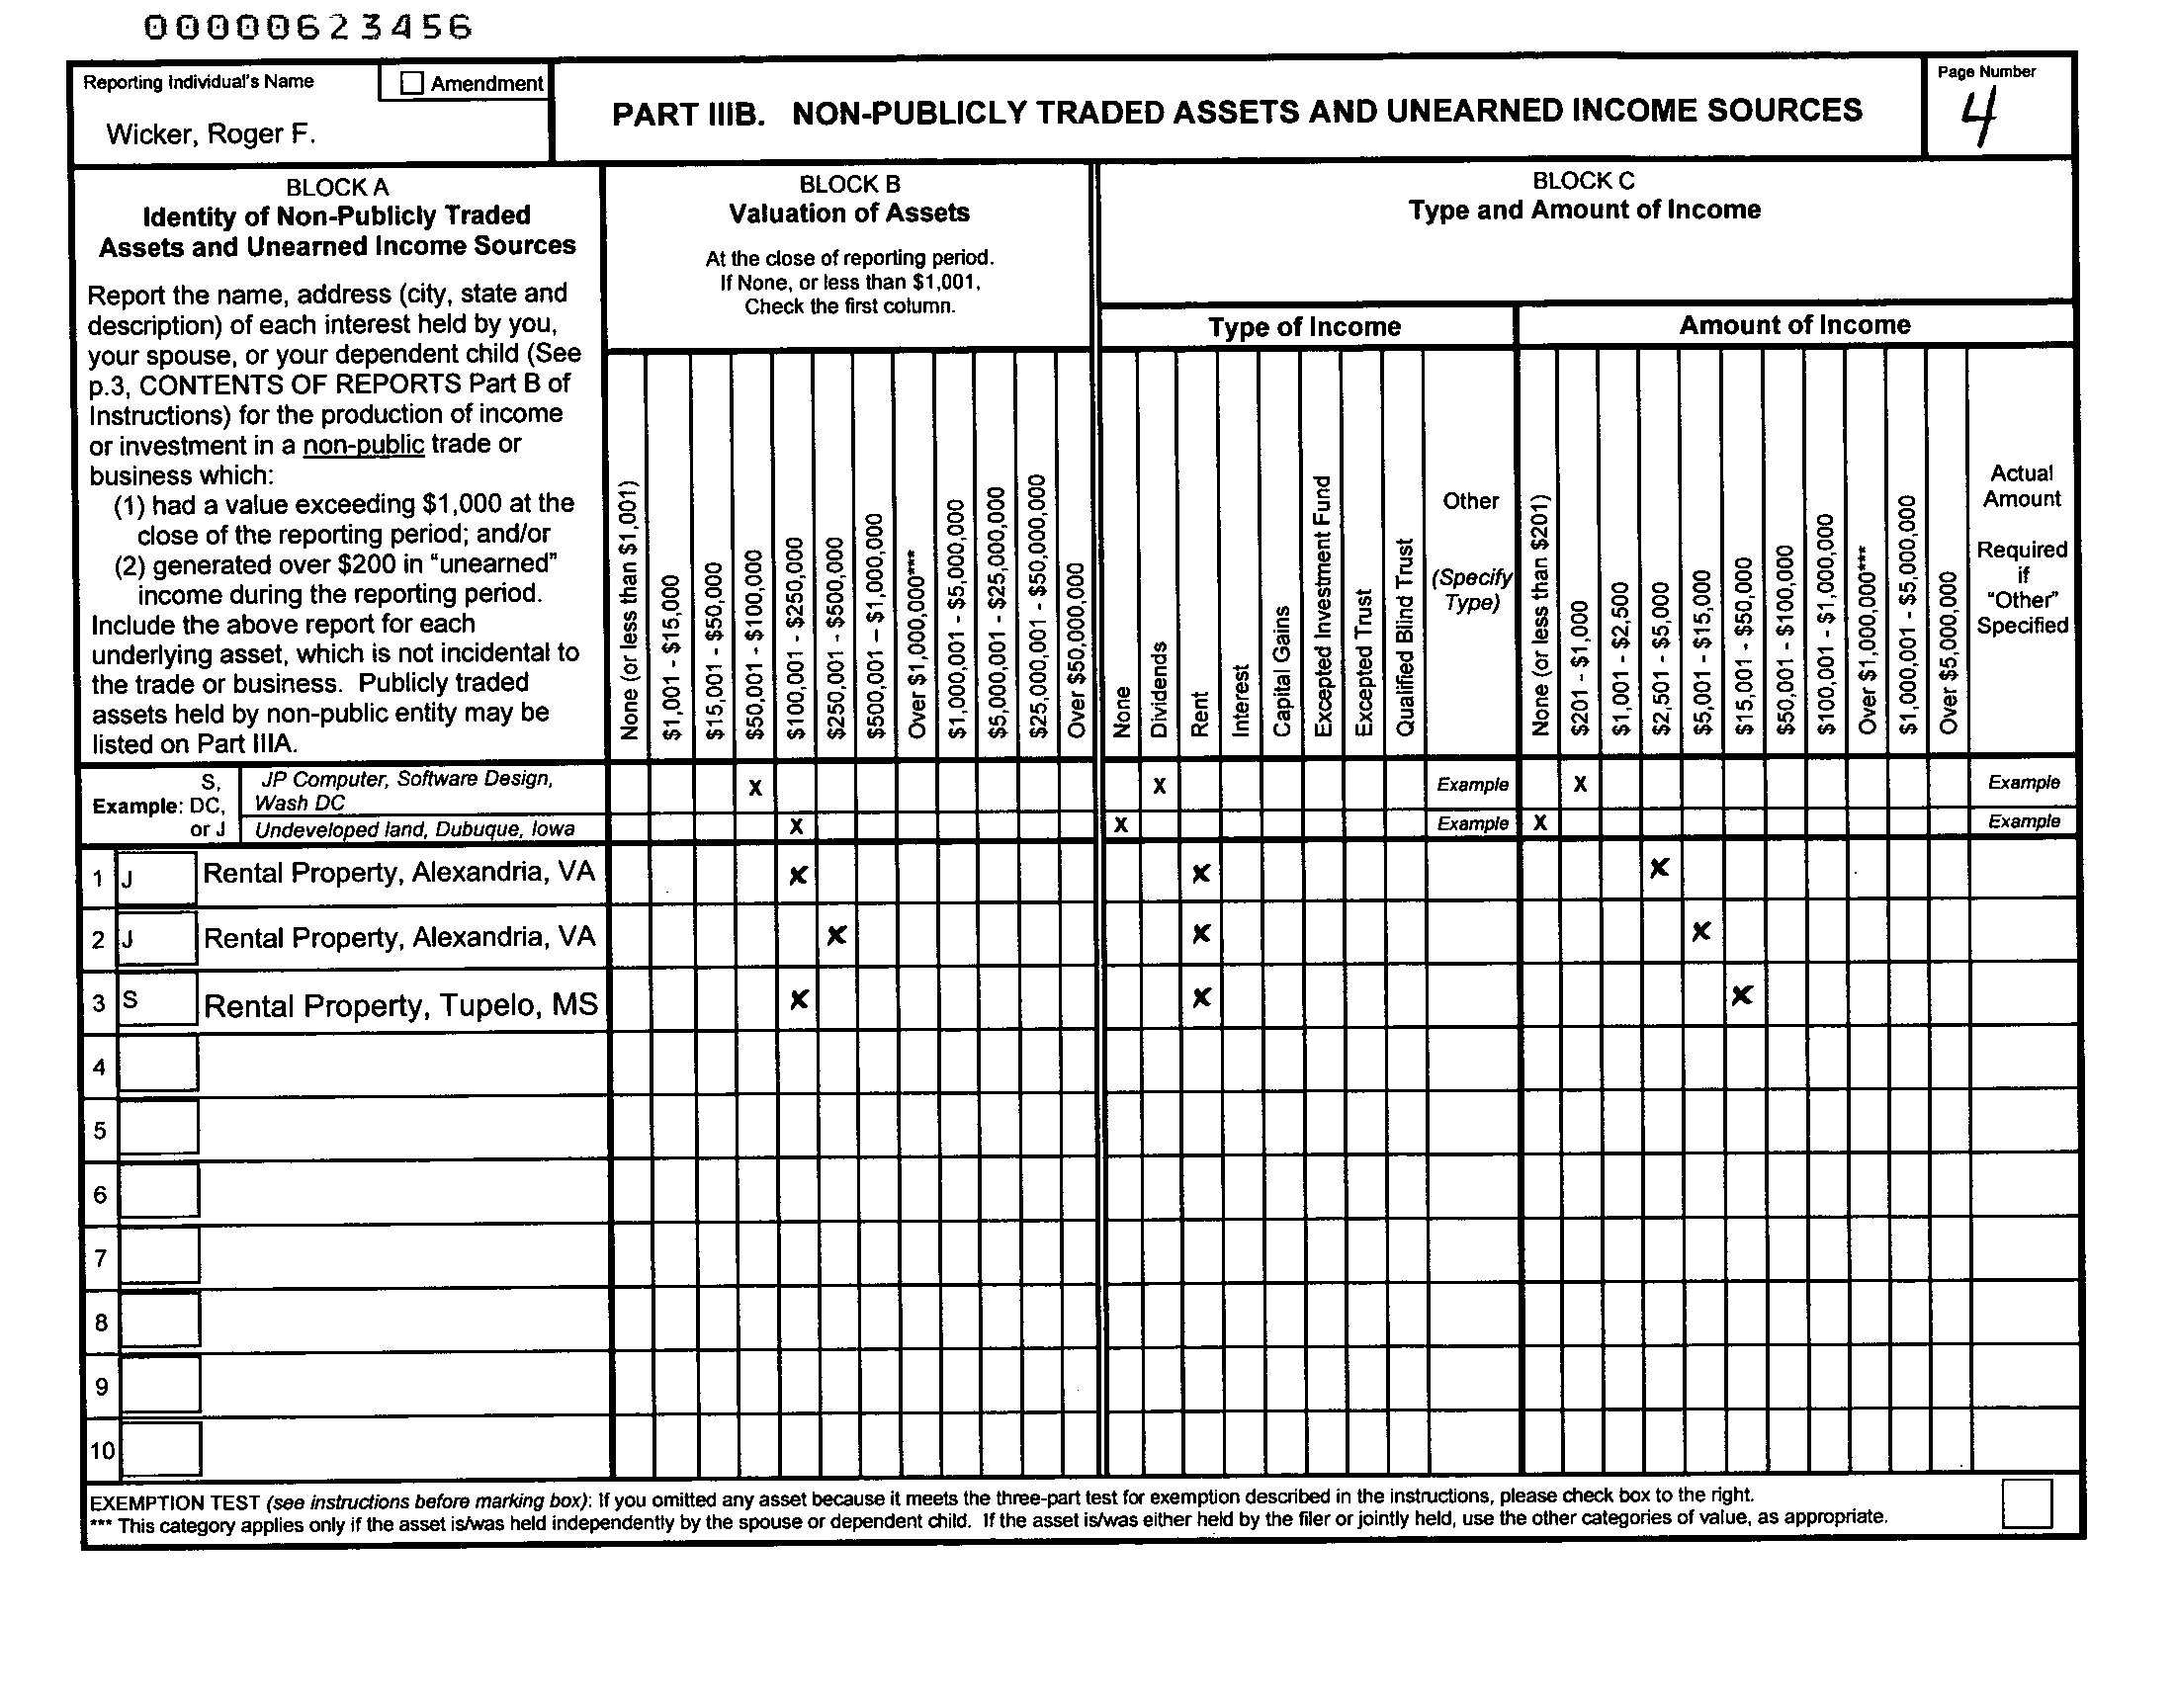 00000623456
Reporting Individual's Name
☐ Amendment
Wicker, Roger F.
PART IIIB. NON-PUBLICLY TRADED ASSETS AND UNEARNED INCOME SOURCES
Page Number
4
BLOCK A
Identity of Non-Publicly Traded
Assets and Unearned Income Sources
Report the name, address (city, state and
description) of each interest held by you,
your spouse, or your dependent child (See
p.3, CONTENTS OF REPORTS Part B of
Instructions) for the production of income
or investment in a non-public trade or
business which:
(1) had a value exceeding $1,000 at the
close of the reporting period; and/or
(2) generated over $200 in "unearned"
income during the reporting period.
Include the above report for each
underlying asset, which is not incidental to
the trade or business. Publicly traded
assets held by non-public entity may be
listed on Part IIIA.
BLOCK B
Valuation of Assets
At the close of reporting period.
If None, or less than $1,001,
Check the first column.
None (or less than $1,001)
$1,001 - $15,000
$15,001 - $50,000
$50,001 - $100,000
$100,001 - $250,000
$250,001 - $500,000
$500,001 – $1,000,000
Over $1,000,000***
$1,000,001 - $5,000,000
$5,000,001 - $25,000,000
$25,000,001 - $50,000,000
Over $50,000,000
BLOCK C
Type and Amount of Income
Type of Income
None
Dividends
Rent
Interest
Capital Gains
Excepted Investment Fund
Excepted Trust
Qualified Blind Trust
Other
(Specify
Type)
Amount of Income
None (or less than $201)
$201 - $1,000
$1,001 - $2,500
$2,501 - $5,000
$5,001 - $15,000
$15,001 - $50,000
$50,001 - $100,000
$100,001 - $1,000,000
Over $1,000,000***
$1,000,001 - $5,000,000
Over $5,000,000
Actual
Amount
Required
if
"Other"
Specified
Example: S, DC, or J
JP Computer, Software Design,
Wash DC X X Example X Example
Undeveloped land, Dubuque, Iowa X X Example X Example
1 J Rental Property, Alexandria, VA X X X
2 J Rental Property, Alexandria, VA X X X
3 S Rental Property, Tupelo, MS X X X
4
5
6
7
8
9
10
EXEMPTION TEST (see instructions before marking box): If you omitted any asset because it meets the three-part test for exemption described in the instructions, please check box to the right.
*** This category applies only if the asset is/was held independently by the spouse or dependent child. If the asset is/was either held by the filer or jointly held, use the other categories of value, as appropriate.